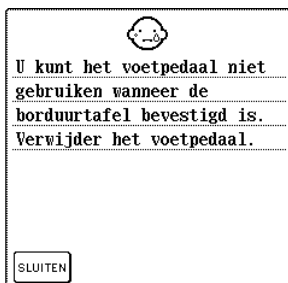 U kunt het voetpedaal niet
gebruiken wanneer de
borduurtafel bevestigd is.
Verwijder het voetpedaal.
SLUITEN